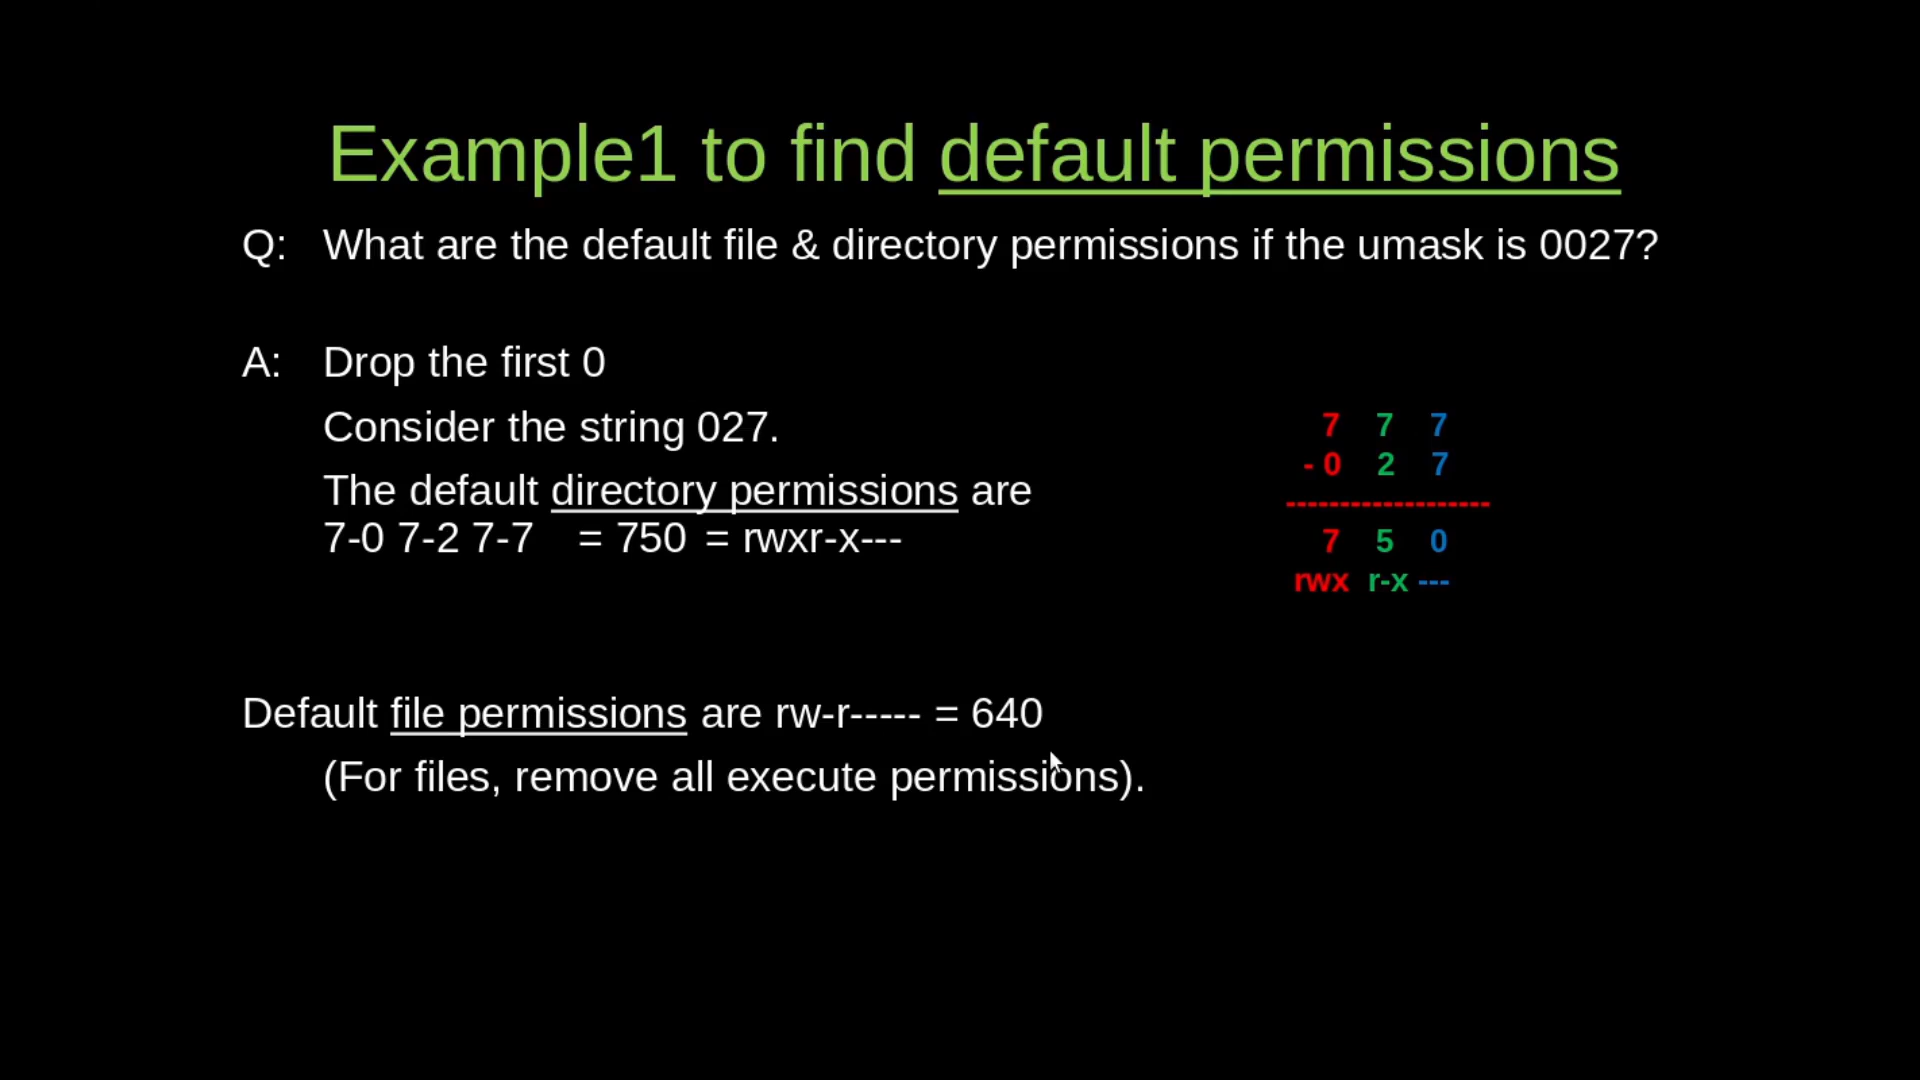 Example1 to find default permissions
Q: What are the default file & directory permissions if the umask is 0027?
A: Drop the first 0
Consider the string 027.
The default directory permissions are
7-0 7-2 7-7 = 750 = rwxr-x---
7 7 7
- 0 2 7
-------------------
7 5 0
rwx r-x ---
Default file permissions are rw-r----- = 640
(For files, remove all execute permissions).